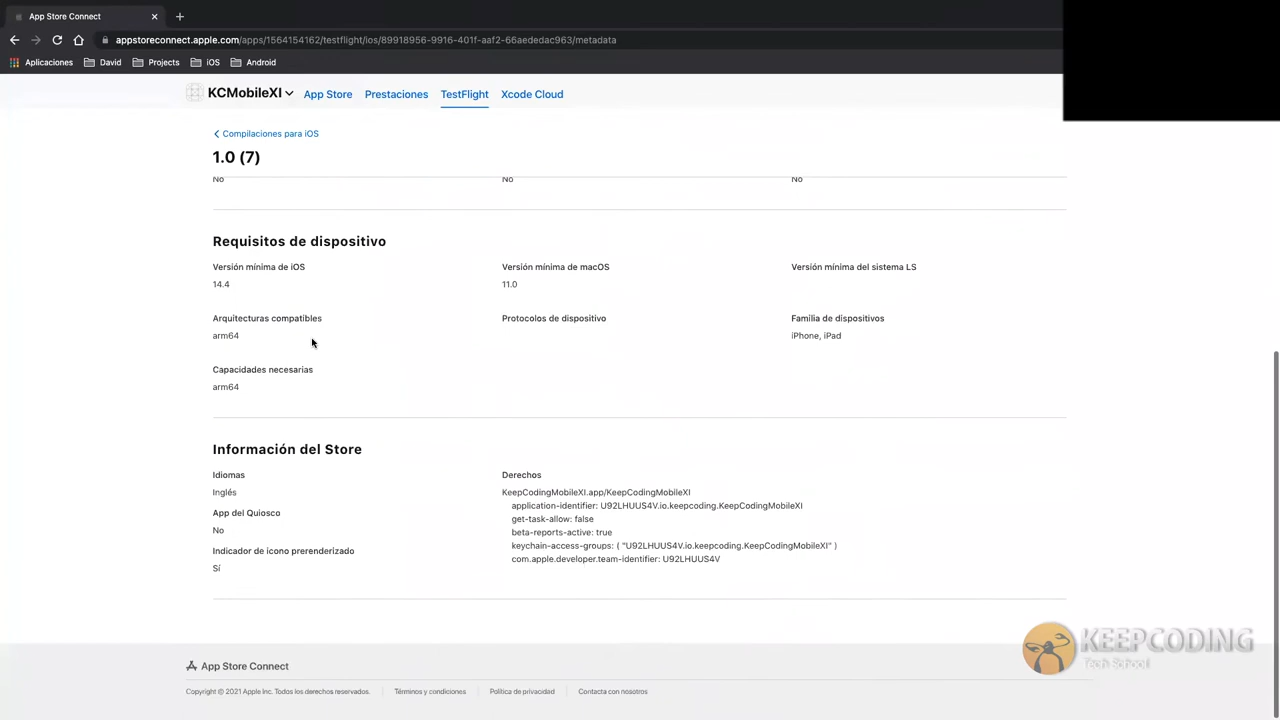 App Store Connect
appstoreconnect.apple.com/apps/1564154162/testflight/ios/89918956-9916-401f-aaf2-66aededac963/metadata
Aplicaciones David Projects iOS Android
KCMobileXI App Store Prestaciones TestFlight Xcode Cloud
Compilaciones para iOS
1.0 (7)
No No No
Requisitos de dispositivo
Versión mínima de iOS Versión mínima de macOS Versión mínima del sistema LS
14.4 11.0
Arquitecturas compatibles Protocolos de dispositivo Familia de dispositivos
arm64 iPhone, iPad
Capacidades necesarias
arm64
Información del Store
Idiomas Derechos
Inglés KeepCodingMobileXI.app/KeepCodingMobileXI
application-identifier: U92LHUUS4V.io.keepcoding.KeepCodingMobileXI
App del Quiosco get-task-allow: false
No beta-reports-active: true
keychain-access-groups: ( "U92LHUUS4V.io.keepcoding.KeepCodingMobileXI" )
Indicador de icono prerenderizado com.apple.developer.team-identifier: U92LHUUS4V
Sí
KEEPCODING
Tech School
App Store Connect
Copyright © 2021 Apple Inc. Todos los derechos reservados. Términos y condiciones Política de privacidad Contacta con nosotros